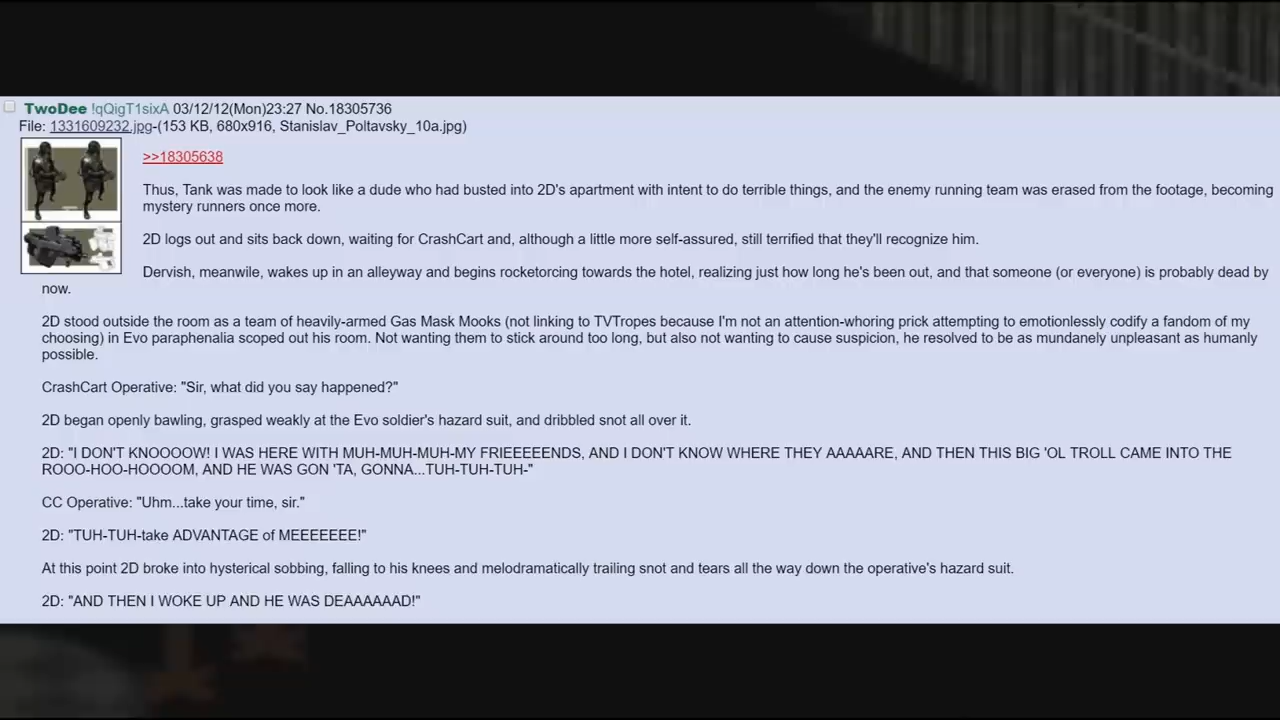 TwoDee !qQigT1sixA 03/12/12(Mon)23:27 No.18305736
File: 1331609232.jpg-(153 KB, 680x916, Stanislav_Poltavsky_10a.jpg)
>>18305638
Thus, Tank was made to look like a dude who had busted into 2D's apartment with intent to do terrible things, and the enemy running team was erased from the footage, becoming
mystery runners once more.
2D logs out and sits back down, waiting for CrashCart and, although a little more self-assured, still terrified that they'll recognize him.
Dervish, meanwile, wakes up in an alleyway and begins rocketorcing towards the hotel, realizing just how long he's been out, and that someone (or everyone) is probably dead by
now.
2D stood outside the room as a team of heavily-armed Gas Mask Mooks (not linking to TVTropes because I'm not an attention-whoring prick attempting to emotionlessly codify a fandom of my
choosing) in Evo paraphenalia scoped out his room. Not wanting them to stick around too long, but also not wanting to cause suspicion, he resolved to be as mundanely unpleasant as humanly
possible.
CrashCart Operative: "Sir, what did you say happened?"
2D began openly bawling, grasped weakly at the Evo soldier's hazard suit, and dribbled snot all over it.
2D: "I DON'T KNOOOOW! I WAS HERE WITH MUH-MUH-MUH-MY FRIEEEEENDS, AND I DON'T KNOW WHERE THEY AAAAARE, AND THEN THIS BIG 'OL TROLL CAME INTO THE
ROOO-HOO-HOOOOM, AND HE WAS GON 'TA, GONNA...TUH-TUH-TUH-"
CC Operative: "Uhm...take your time, sir."
2D: "TUH-TUH-take ADVANTAGE of MEEEEEEE!"
At this point 2D broke into hysterical sobbing, falling to his knees and melodramatically trailing snot and tears all the way down the operative's hazard suit.
2D: "AND THEN I WOKE UP AND HE WAS DEAAAAAAD!"